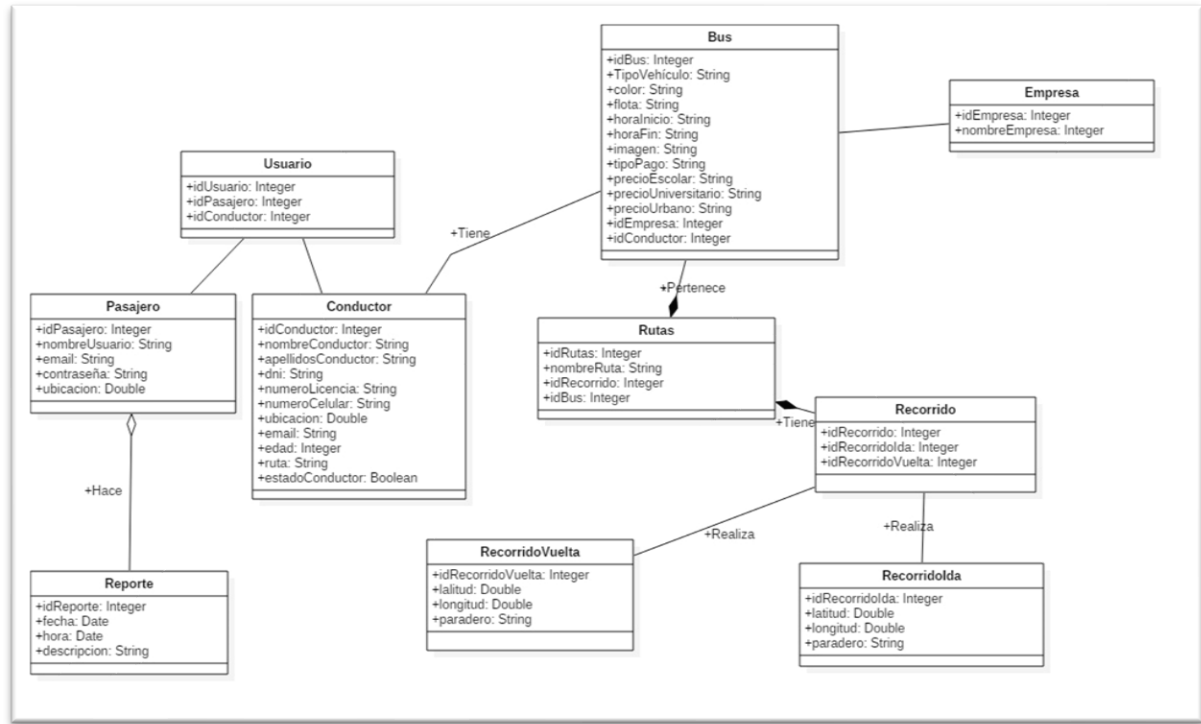 Bus
+idBus: Integer
+TipoVehículo: String
+color: String
+flota: String
+horaInicio: String
+horaFin: String
+imagen: String
+tipoPago: String
+precioEscolar: String
+precioUniversitario: String
+precioUrbano: String
+idEmpresa: Integer
+idConductor: Integer
Empresa
+idEmpresa: Integer
+nombreEmpresa: Integer
Usuario
+idUsuario: Integer
+idPasajero: Integer
+idConductor: Integer
+Tiene
+Pertenece
Pasajero
+idPasajero: Integer
+nombreUsuario: String
+email: String
+contraseña: String
+ubicacion: Double
Conductor
+idConductor: Integer
+nombreConductor: String
+apellidosConductor: String
+dni: String
+numeroLicencia: String
+numeroCelular: String
+ubicacion: Double
+email: String
+edad: Integer
+ruta: String
+estadoConductor: Boolean
Rutas
+idRutas: Integer
+nombreRuta: String
+idRecorrido: Integer
+idBus: Integer
+Tiene
Recorrido
+idRecorrido: Integer
+idRecorridoIda: Integer
+idRecorridoVuelta: Integer
+Hace
+Realiza
+Realiza
RecorridoVuelta
+idRecorridoVuelta: Integer
+lalitud: Double
+longitud: Double
+paradero: String
RecorridoIda
+idRecorridoIda: Integer
+latitud: Double
+longitud: Double
+paradero: String
Reporte
+idReporte: Integer
+fecha: Date
+hora: Date
+descripcion: String